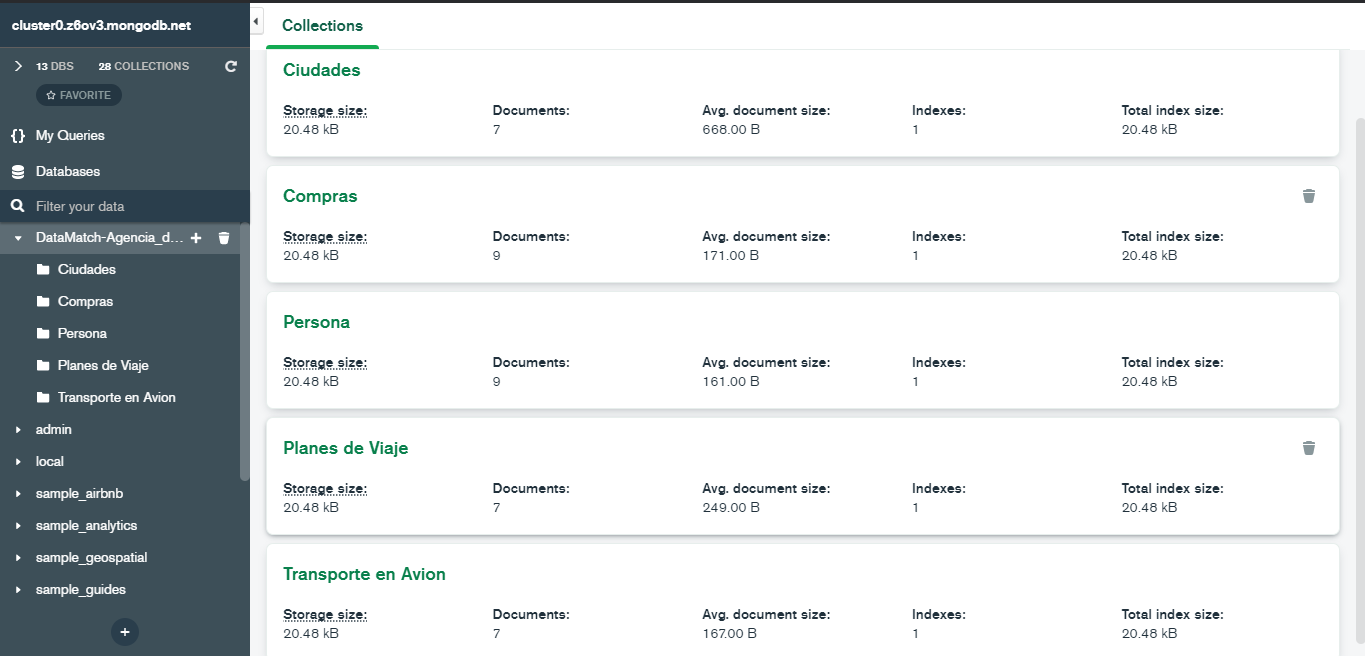 cluster0.z6ov3.mongodb.net
13 DBS 28 COLLECTIONS
FAVORITE
My Queries
Databases
Filter your data
DataMatch-Agencia_d...
Ciudades
Compras
Persona
Planes de Viaje
Transporte en Avion
admin
local
sample_airbnb
sample_analytics
sample_geospatial
sample_guides
Collections
Ciudades
Storage size: Documents: Avg. document size: Indexes: Total index size:
20.48 kB 7 668.00 B 1 20.48 kB
Compras
Storage size: Documents: Avg. document size: Indexes: Total index size:
20.48 kB 9 171.00 B 1 20.48 kB
Persona
Storage size: Documents: Avg. document size: Indexes: Total index size:
20.48 kB 9 161.00 B 1 20.48 kB
Planes de Viaje
Storage size: Documents: Avg. document size: Indexes: Total index size:
20.48 kB 7 249.00 B 1 20.48 kB
Transporte en Avion
Storage size: Documents: Avg. document size: Indexes: Total index size:
20.48 kB 7 167.00 B 1 20.48 kB